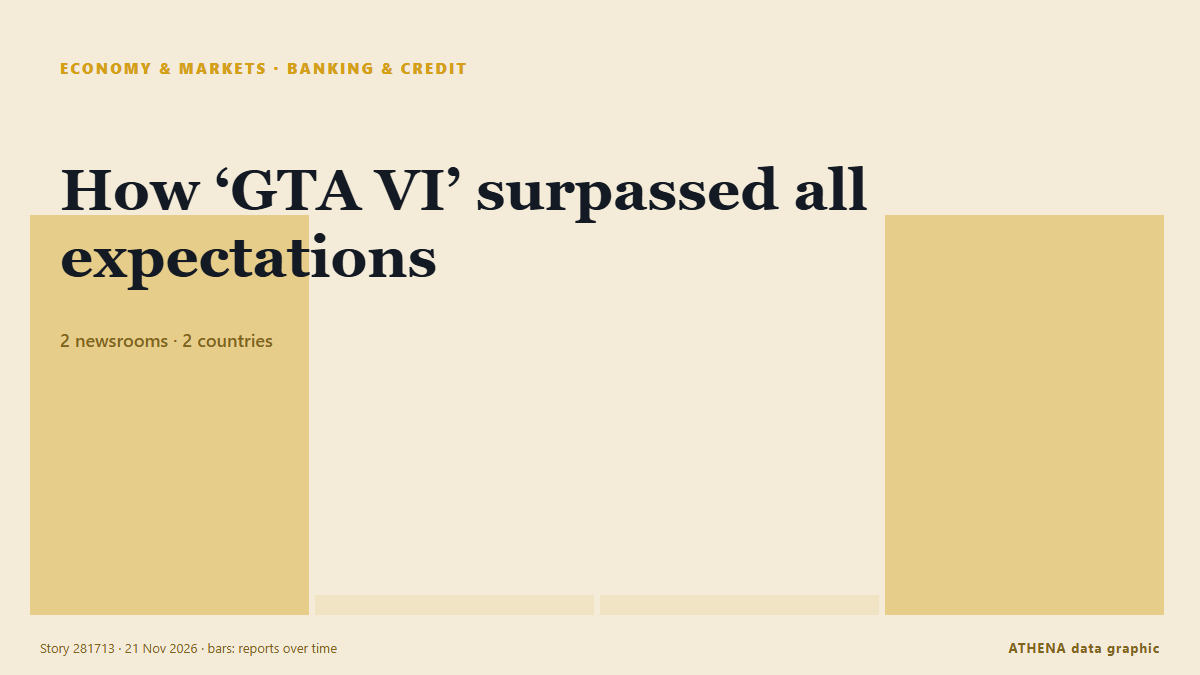 ECONOMY & MARKETS · BANKING & CREDIT
How ‘GTA VI’ surpassed all
expectations
2 newsrooms · 2 countries
Story 281713 · 21 Nov 2026 · bars: reports over time
ATHENA data graphic